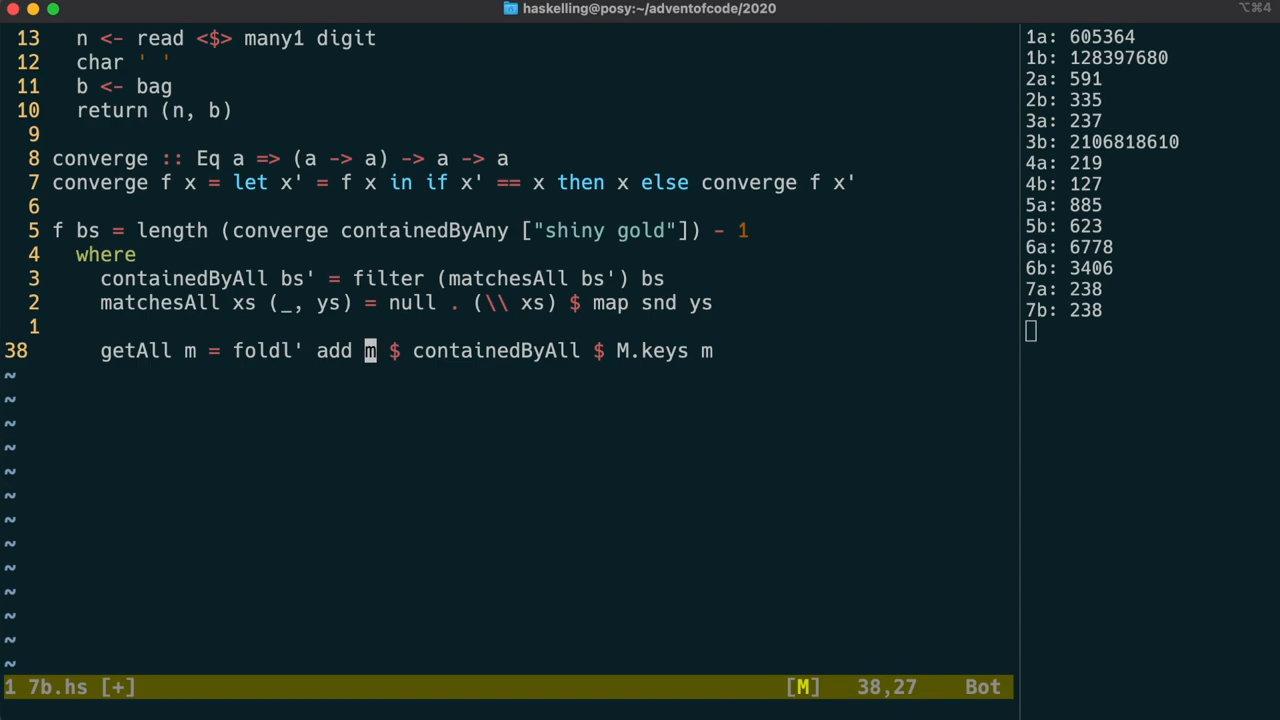 haskelling@posy:~/adventofcode/2020
⌥⌘4
13 n <- read <$> many1 digit
12 char ' '
11 b <- bag
10 return (n, b)
9
8 converge :: Eq a => (a -> a) -> a -> a
7 converge f x = let x' = f x in if x' == x then x else converge f x'
6
5 f bs = length (converge containedByAny ["shiny gold"]) - 1
4 where
3 containedByAll bs' = filter (matchesAll bs') bs
2 matchesAll xs (_, ys) = null . (\\ xs) $ map snd ys
1
38 getAll m = foldl' add m $ containedByAll $ M.keys m
~
~
~
~
~
~
~
~
~
~
~
~
~
1 7b.hs [+] [M] 38,27 Bot
1a: 605364
1b: 128397680
2a: 591
2b: 335
3a: 237
3b: 2106818610
4a: 219
4b: 127
5a: 885
5b: 623
6a: 6778
6b: 3406
7a: 238
7b: 238